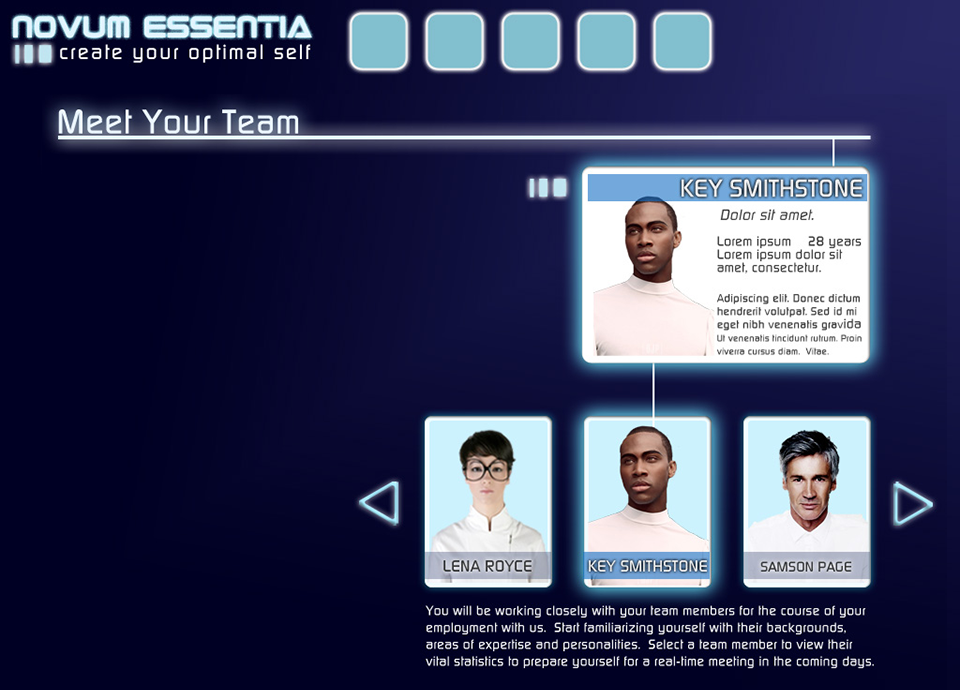 NOVUM ESSENTIA
create your optimal self
Meet Your Team
KEY SMITHSTONE
Dolor sit amet.
Lorem ipsum 28 years
Lorem ipsum dolor sit
amet, consectetur.
Adipiscing elit. Donec dictum
hendrerit volutpat. Sed id mi
eget nibh venenatis gravida
Ut venenatis tincidunt rutrum. Proin
viverra cursus diam. Vitae.
LENA ROYCE
KEY SMITHSTONE
SAMSON PAGE
You will be working closely with your team members for the course of your
employment with us. Start familiarizing yourself with their backgrounds,
areas of expertise and personalities. Select a team member to view their
vital statistics to prepare yourself for a real-time meeting in the coming days.